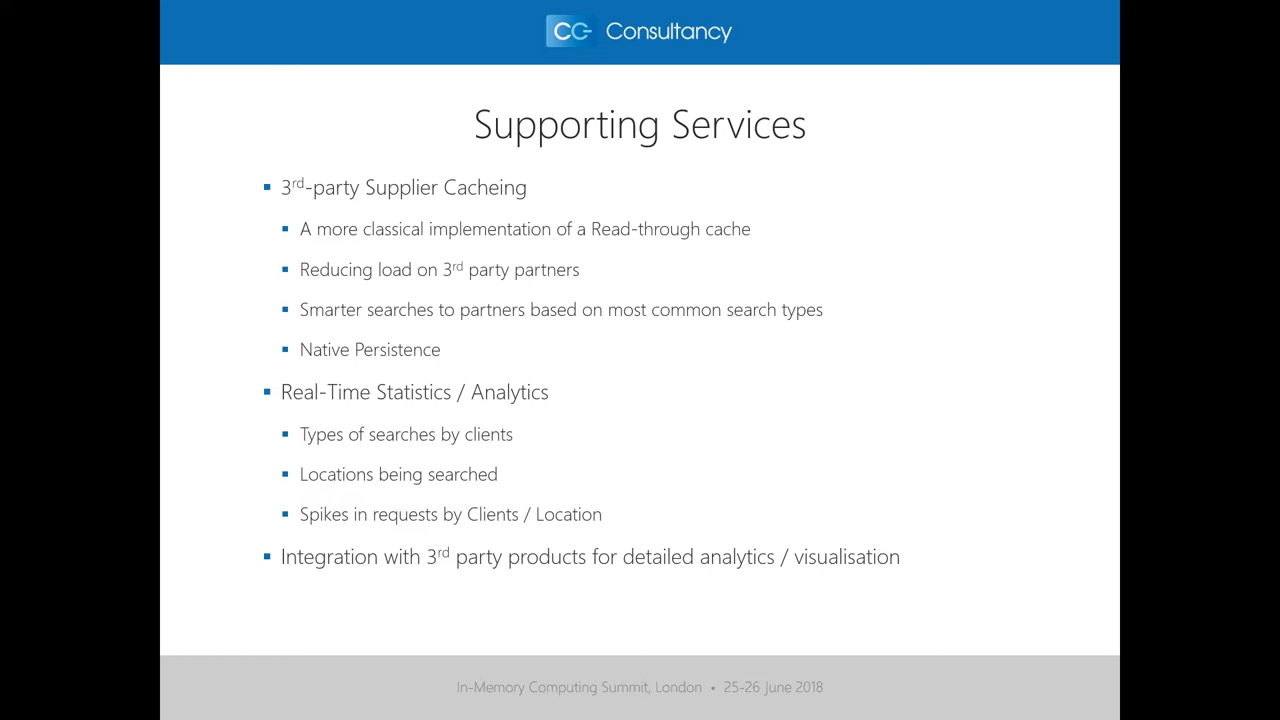 CG Consultancy
Supporting Services
3rd-party Supplier Cacheing
A more classical implementation of a Read-through cache
Reducing load on 3rd party partners
Smarter searches to partners based on most common search types
Native Persistence
Real-Time Statistics / Analytics
Types of searches by clients
Locations being searched
Spikes in requests by Clients / Location
Integration with 3rd party products for detailed analytics / visualisation
In-Memory Computing Summit, London • 25-26 June 2018